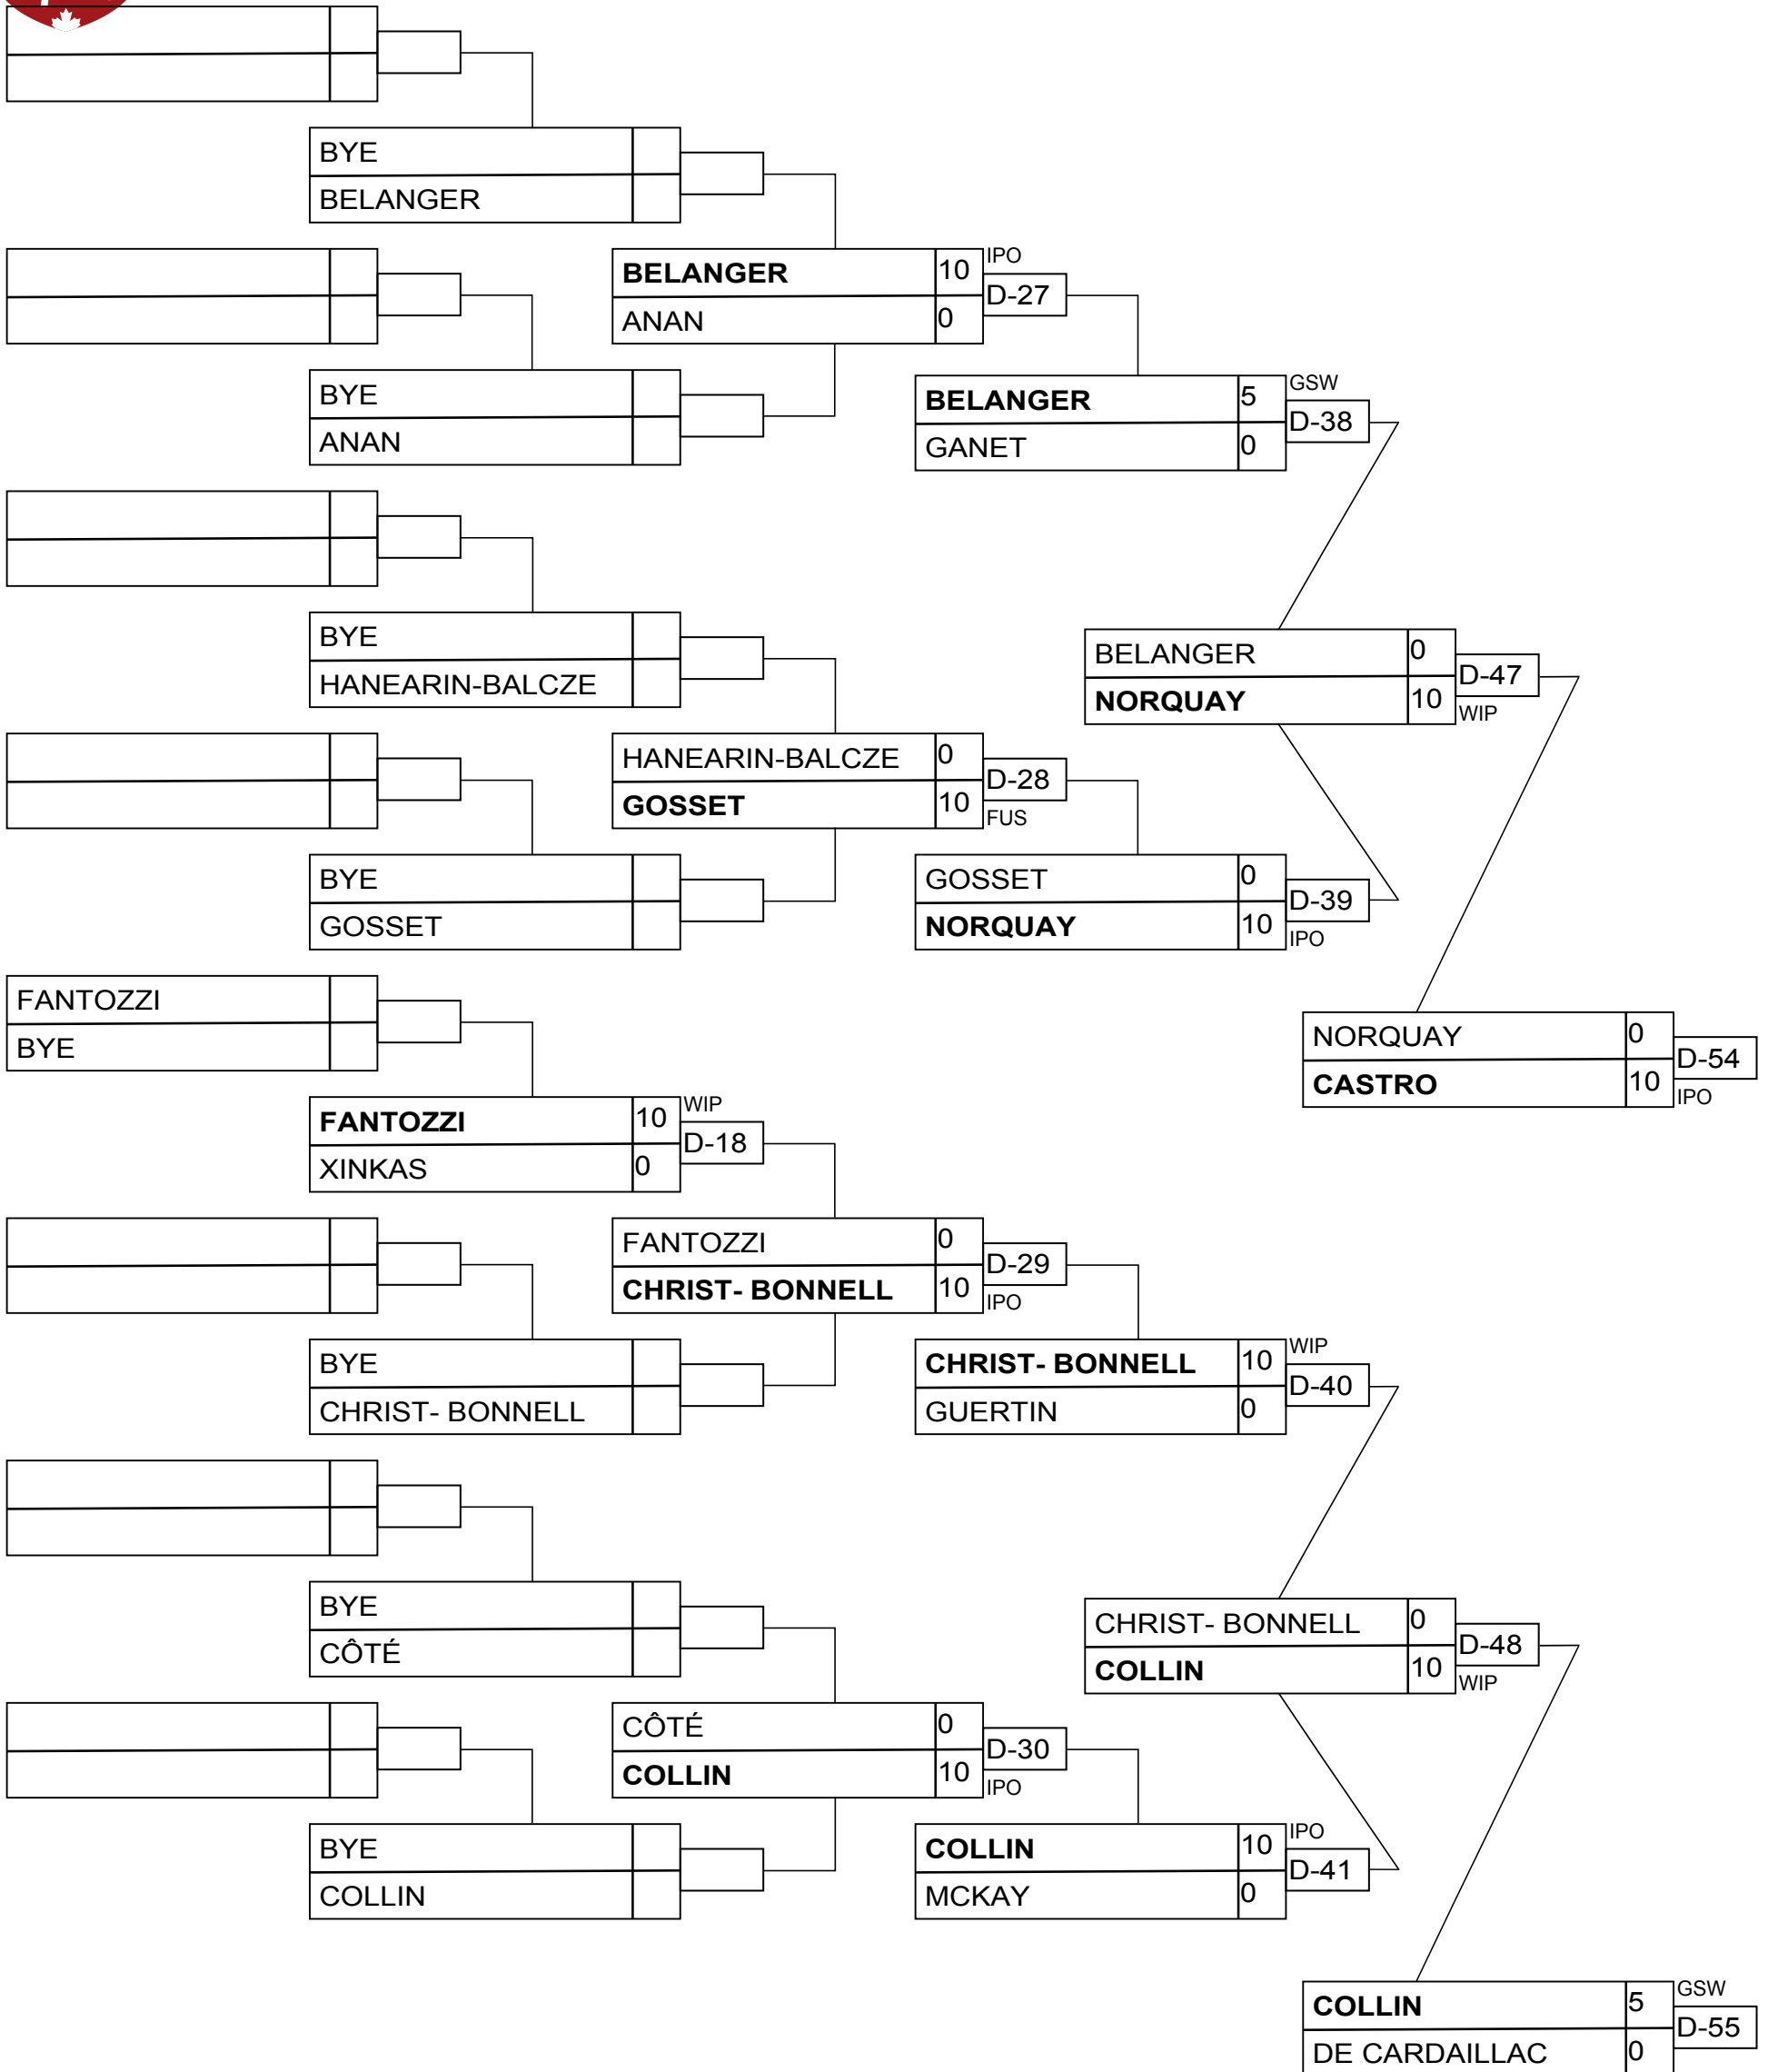 BYE
BELANGER
BELANGER 10 IPO
D-27
ANAN 0
BYE
ANAN
BELANGER 5 GSW
D-38
GANET 0
BYE
HANEARIN-BALCZE
BELANGER 0
D-47
NORQUAY 10 WIP
HANEARIN-BALCZE 0
D-28
GOSSET 10 FUS
BYE
GOSSET
GOSSET 0
D-39
NORQUAY 10 IPO
FANTOZZI
BYE
NORQUAY 0
D-54
CASTRO 10 IPO
FANTOZZI 10 WIP
D-18
XINKAS 0
FANTOZZI 0
D-29
CHRIST- BONNELL 10 IPO
BYE
CHRIST- BONNELL
CHRIST- BONNELL 10 WIP
D-40
GUERTIN 0
BYE
CÔTÉ
CHRIST- BONNELL 0
D-48
COLLIN 10 WIP
CÔTÉ 0
D-30
COLLIN 10 IPO
BYE
COLLIN
COLLIN 10 IPO
D-41
MCKAY 0
COLLIN 5 GSW
D-55
DE CARDAILLAC 0